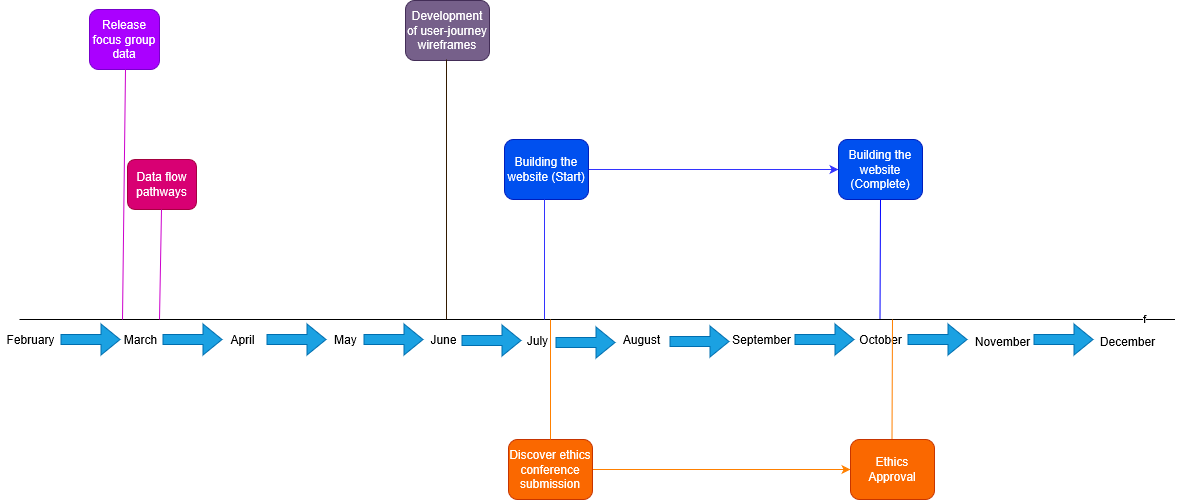 Release
focus group
data
Development
of user-journey
wireframes
Data flow
pathways
Building the
website (Start)
Building the
website
(Complete)
f
February
March
April
May
June
July
August
September
October
November
December
Discover ethics
conference
submission
Ethics
Approval